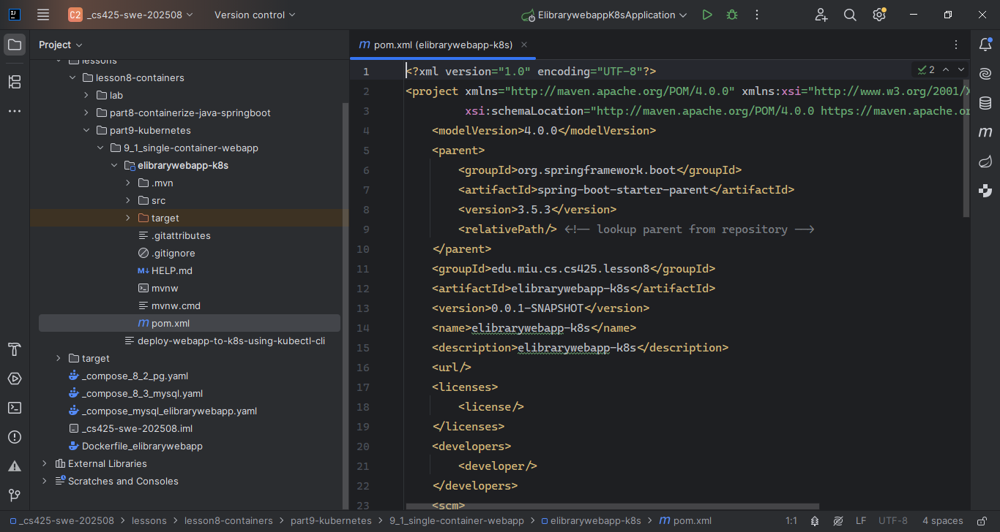 C2 _cs425-swe-202508 Version control ElibrarywebappK8sApplication
Project
pom.xml (elibrarywebapp-k8s)
lessons
lesson8-containers
lab
part8-containerize-java-springboot
part9-kubernetes
9_1_single-container-webapp
elibrarywebapp-k8s
.mvn
src
target
.gitattributes
.gitignore
M↓ HELP.md
mvnw
mvnw.cmd
m pom.xml
deploy-webapp-to-k8s-using-kubectl-cli
target
_compose_8_2_pg.yaml
_compose_8_3_mysql.yaml
_compose_mysql_elibrarywebapp.yaml
_cs425-swe-202508.iml
Dockerfile_elibrarywebapp
External Libraries
Scratches and Consoles
2
1 <?xml version="1.0" encoding="UTF-8"?>
2 <project xmlns="http://maven.apache.org/POM/4.0.0" xmlns:xsi="http://www.w3.org/2001/X
3 xsi:schemaLocation="http://maven.apache.org/POM/4.0.0 https://maven.apache.or
4 <modelVersion>4.0.0</modelVersion>
5 <parent>
6 <groupId>org.springframework.boot</groupId>
7 <artifactId>spring-boot-starter-parent</artifactId>
8 <version>3.5.3</version>
9 <relativePath/> <!-- lookup parent from repository -->
10 </parent>
11 <groupId>edu.miu.cs.cs425.lesson8</groupId>
12 <artifactId>elibrarywebapp-k8s</artifactId>
13 <version>0.0.1-SNAPSHOT</version>
14 <name>elibrarywebapp-k8s</name>
15 <description>elibrarywebapp-k8s</description>
16 <url/>
17 <licenses>
18 <license/>
19 </licenses>
20 <developers>
21 <developer/>
22 </developers>
23 <scm>
_cs425-swe-202508 > lessons > lesson8-containers > part9-kubernetes > 9_1_single-container-webapp > elibrarywebapp-k8s > m pom.xml 1:1 LF UTF-8 4 spaces